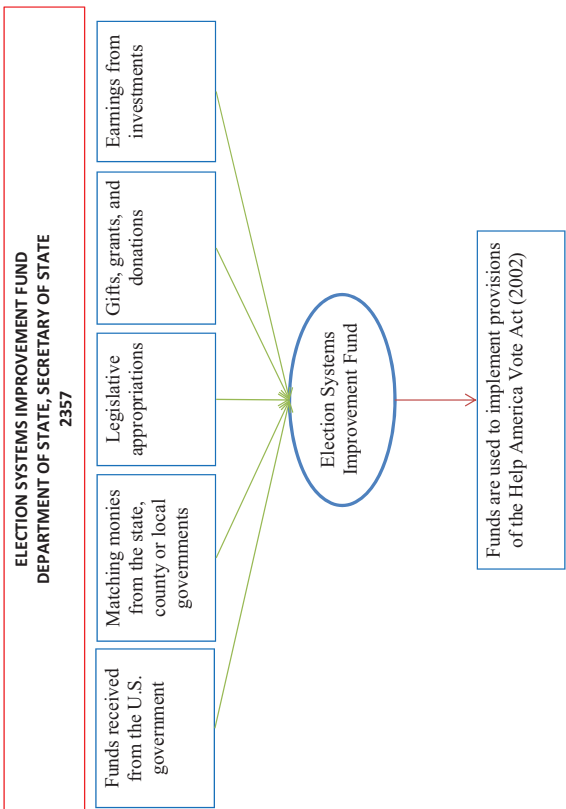 ELECTION SYSTEMS IMPROVEMENT FUND
DEPARTMENT OF STATE, SECRETARY OF STATE
2357
Funds received
from the U.S.
government
Matching monies
from the state,
county or local
governments
Legislative
appropriations
Gifts, grants, and
donations
Earnings from
investments
Election Systems
Improvement Fund
Funds are used to implement provisions
of the Help America Vote Act (2002)